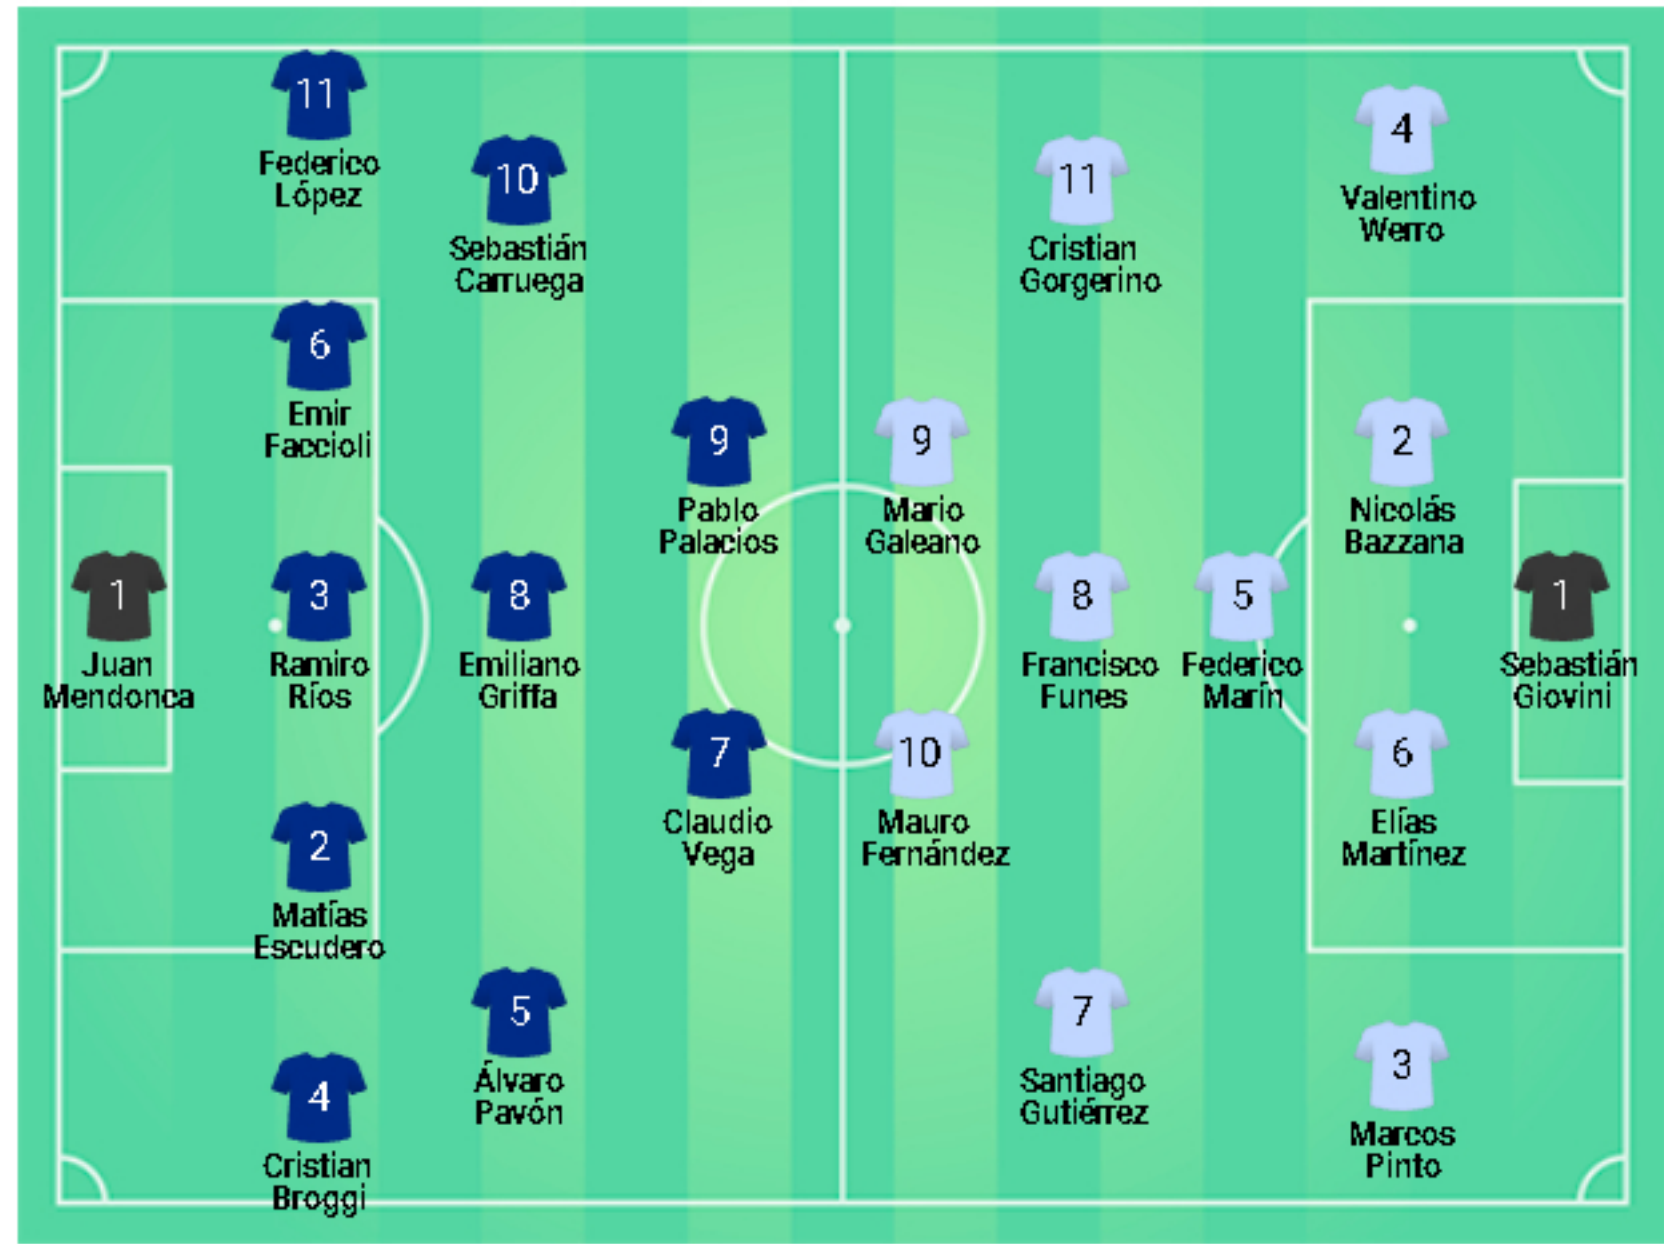 11
Federico
López
10
Sebastián
Carruega
6
Emir
Faccioli
9
Pablo
Palacios
1
Juan
Mendonca
3
Ramiro
Ríos
8
Emiliano
Griffa
7
Claudio
Vega
2
Matías
Escudero
5
Álvaro
Pavón
4
Cristian
Broggi
4
Valentino
Werro
11
Cristian
Gorgerino
9
Mario
Galeano
2
Nicolás
Bazzana
8
Francisco
Funes
5
Federico
Marín
1
Sebastián
Giovini
10
Mauro
Fernández
6
Elías
Martínez
7
Santiago
Gutiérrez
3
Marcos
Pinto